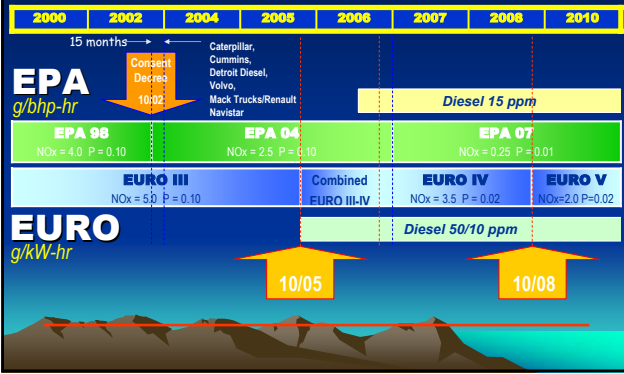 2000 2002 2004 2005 2006 2007 2008 2010
15 months
Consent
Decree
10/02
Caterpillar,
Cummins,
Detroit Diesel,
Volvo,
Mack Trucks/Renault
Navistar
EPA
g/bhp-hr
Diesel 15 ppm
EPA 98 EPA 04 EPA 07
NOx = 4.0 P = 0.10 NOx = 2.5 P = 0.10 NOx = 0.25 P = 0.01
EURO III Combined EURO IV EURO V
NOx = 5.0 P = 0.10 EURO III-IV NOx = 3.5 P = 0.02 NOx=2.0 P=0.02
EURO
g/kW-hr
Diesel 50/10 ppm
10/05 10/08